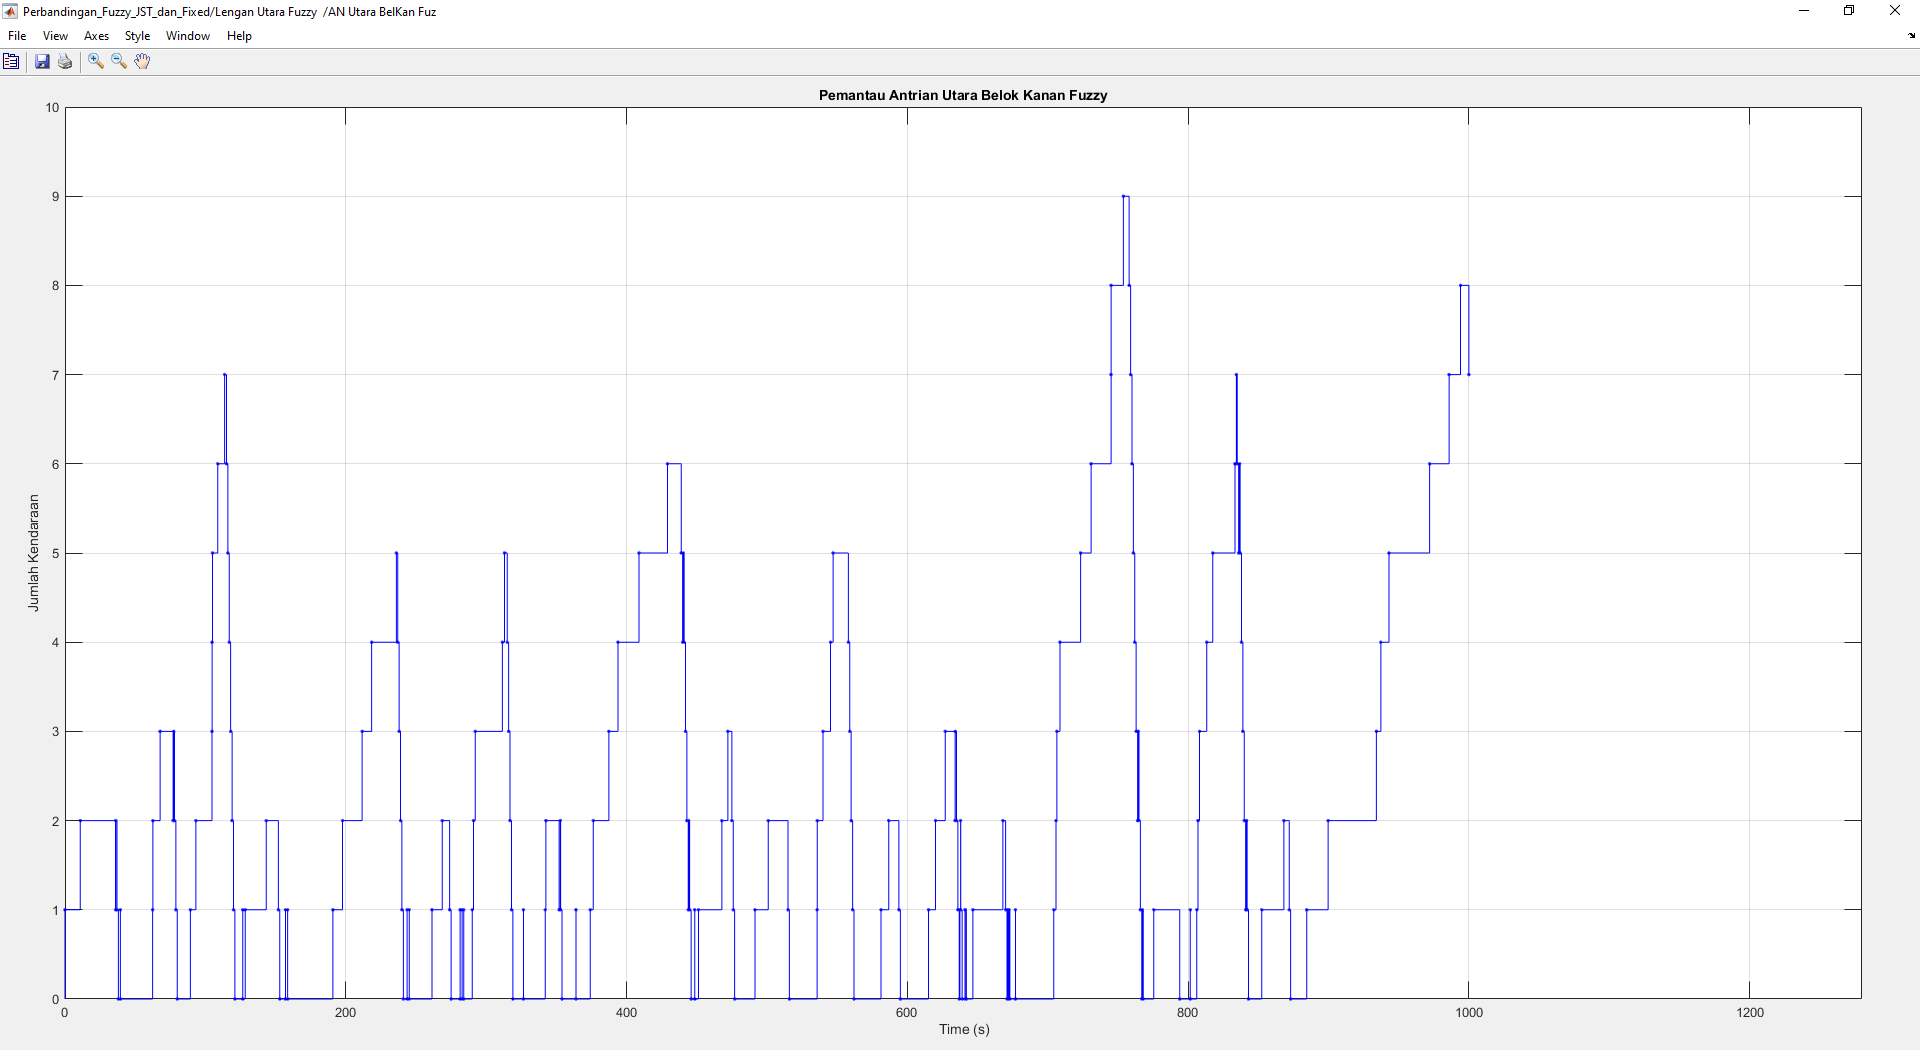 Perbandingan_Fuzzy_JST_dan_Fixed/Lengan Utara Fuzzy /AN Utara BelKan Fuz
File View Axes Style Window Help
Pemantau Antrian Utara Belok Kanan Fuzzy
10
9
8
7
6
5
4
3
2
1
0
Jumlah Kendaraan
0 200 400 600 800 1000 1200
Time (s)